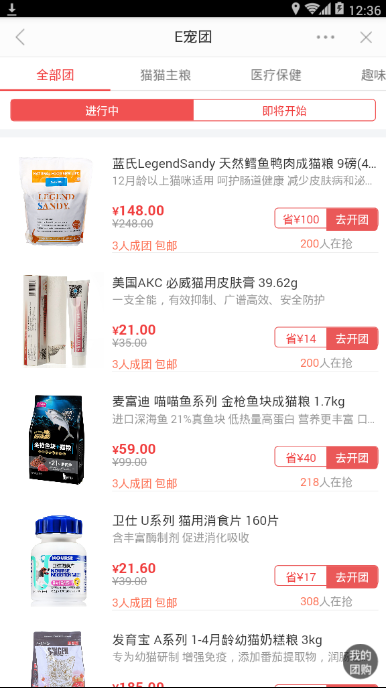 12:36
E宠团
全部团 猫猫主粮 医疗保健 趣味
进行中 即将开始
蓝氏LegendSandy 天然鳕鱼鸭肉成猫粮 9磅(4...
12月龄以上猫咪适用 呵护肠道健康 减少皮肤病和泌...
¥148.00
¥248.00
省¥100 去开团
3人成团 包邮 200人在抢
美国AKC 必威猫用皮肤膏 39.62g
一支全能，有效抑制、广谱高效、安全防护
¥21.00
¥35.00
省¥14 去开团
3人成团 包邮 200人在抢
麦富迪 喵喵鱼系列 金枪鱼块成猫粮 1.7kg
进口深海鱼 21%真鱼块 低热量高蛋白 营养更丰富 口...
¥59.00
¥99.00
省¥40 去开团
3人成团 包邮 218人在抢
卫仕 U系列 猫用消食片 160片
含丰富酶制剂 促进消化吸收
¥21.60
¥39.00
省¥17 去开团
3人成团 包邮 308人在抢
发育宝 A系列 1-4月龄幼猫奶糕粮 3kg
专为幼猫研制 增强免疫，添加番茄提取物，润肠
¥185.00
我的
团购
LEGEND
SANDY.
金枪鱼块+猫粮